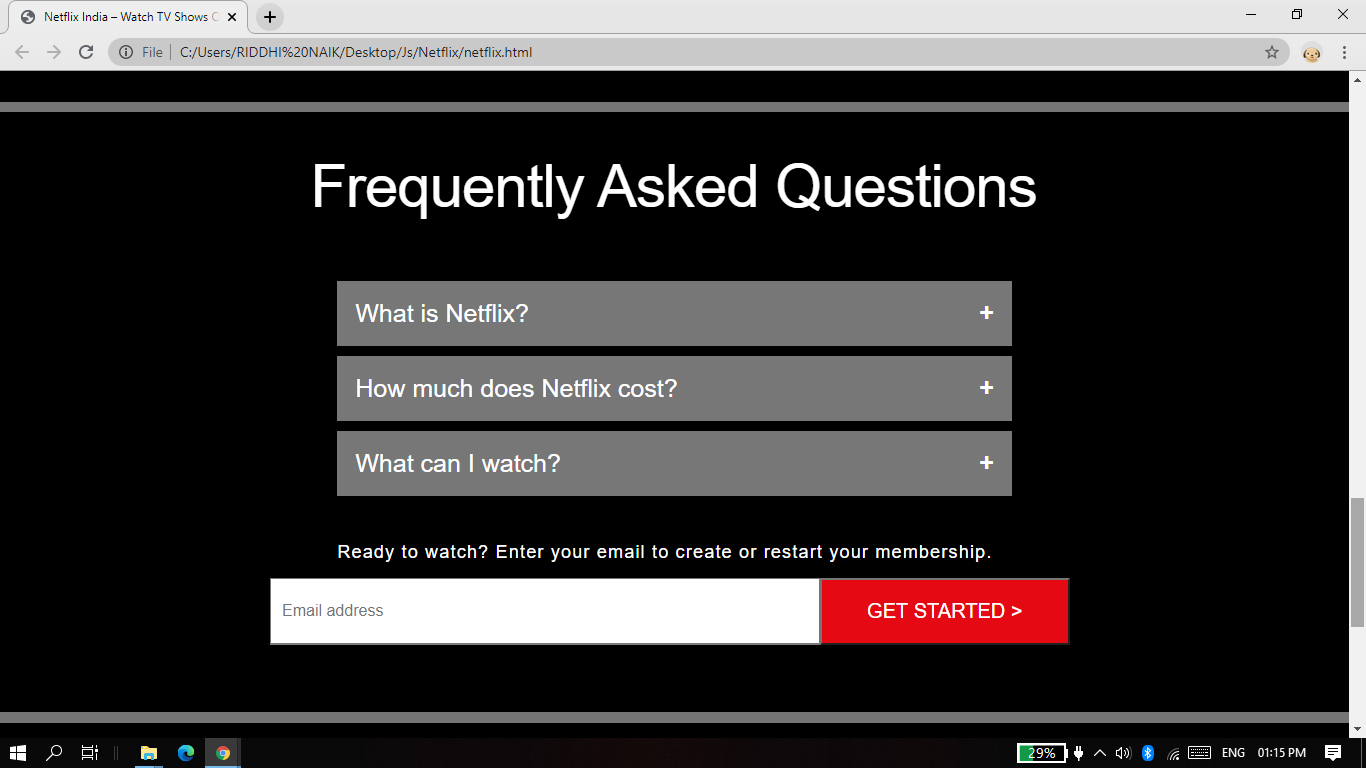 Netflix India – Watch TV Shows
File
C:/Users/RIDDHI%20NAIK/Desktop/Js/Netflix/netflix.html
Frequently Asked Questions
What is Netflix? +
How much does Netflix cost? +
What can I watch? +
Ready to watch? Enter your email to create or restart your membership.
Email address
GET STARTED >
29%
ENG
01:15 PM